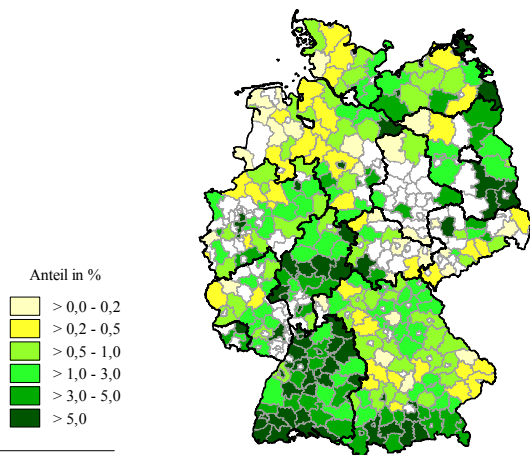 Anteil in %
> 0,0 - 0,2
> 0,2 - 0,5
> 0,5 - 1,0
> 1,0 - 3,0
> 3,0 - 5,0
> 5,0